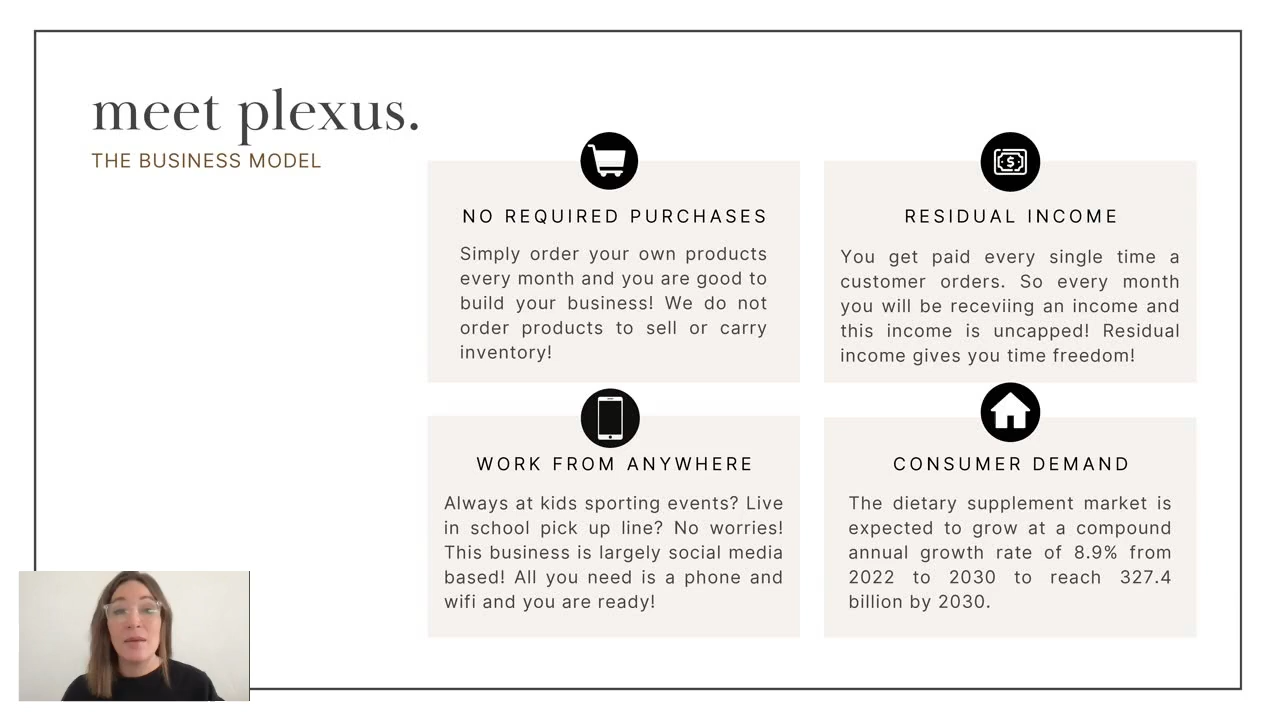 meet plexus.
THE BUSINESS MODEL
NO REQUIRED PURCHASES
Simply order your own products
every month and you are good to
build your business! We do not
order products to sell or carry
inventory!
RESIDUAL INCOME
You get paid every single time a
customer orders. So every month
you will be receviing an income and
this income is uncapped! Residual
income gives you time freedom!
WORK FROM ANYWHERE
Always at kids sporting events? Live
in school pick up line? No worries!
This business is largely social media
based! All you need is a phone and
wifi and you are ready!
CONSUMER DEMAND
The dietary supplement market is
expected to grow at a compound
annual growth rate of 8.9% from
2022 to 2030 to reach 327.4
billion by 2030.